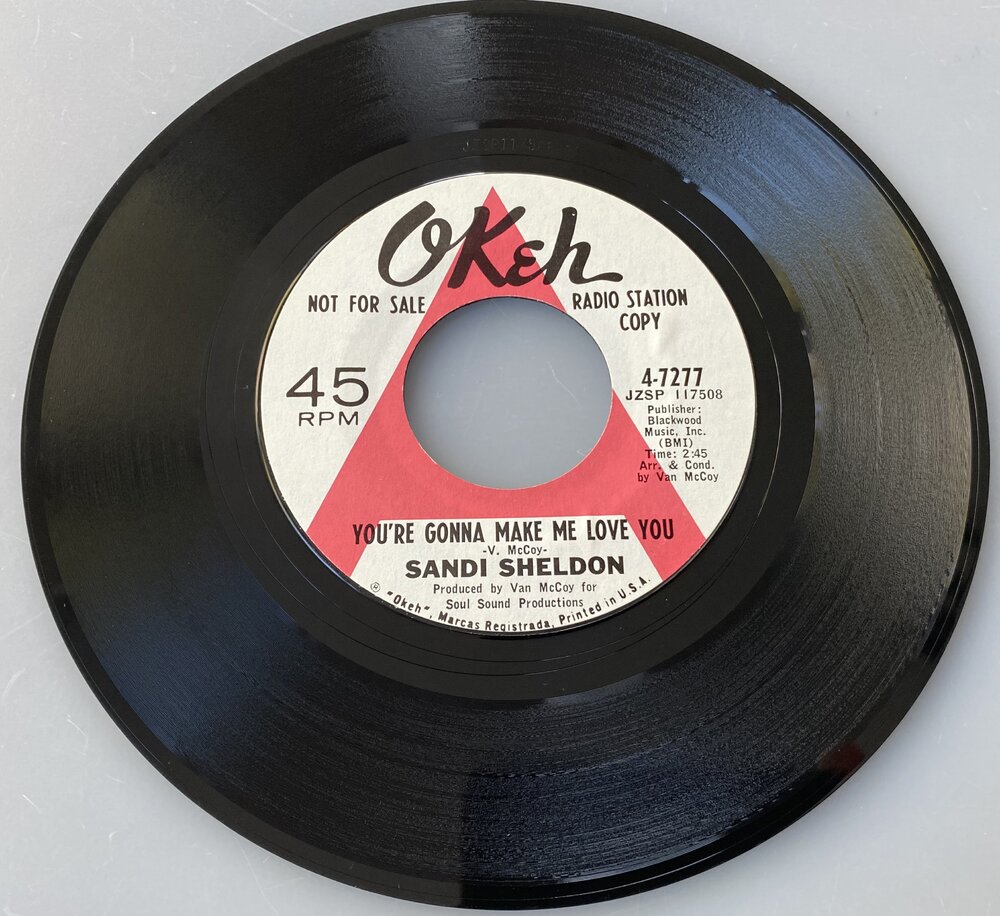 OKeh
NOT FOR SALE
RADIO STATION
COPY
45
RPM
4-7277
JZSP 117508
Publisher:
Blackwood
Music, Inc.
(BMI)
Time: 2:45
Arr. & Cond.
by Van McCoy
YOU'RE GONNA MAKE ME LOVE YOU
-V. McCoy-
SANDI SHELDON
Produced by Van McCoy for
Soul Sound Productions
® "Okeh", Marcas Registrada, Printed in U.S.A.